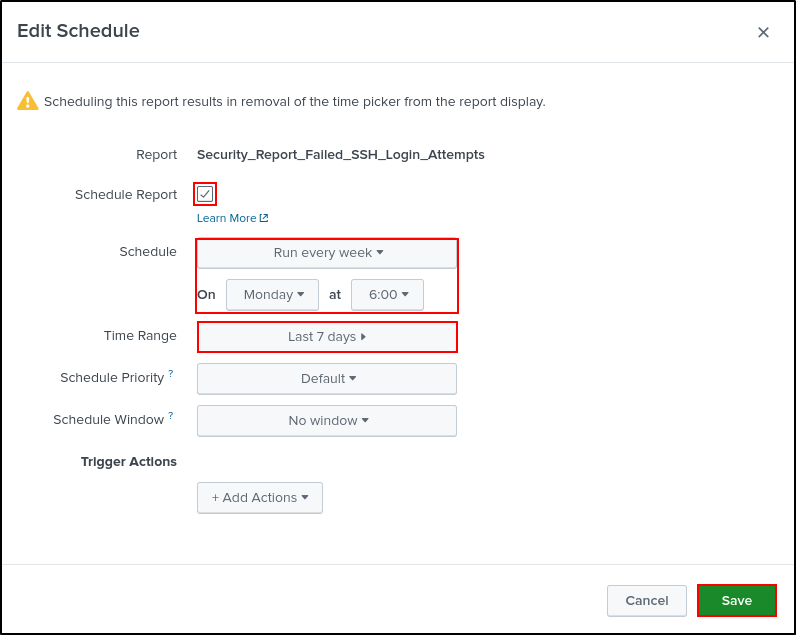 Edit Schedule
Scheduling this report results in removal of the time picker from the report display.
Report Security_Report_Failed_SSH_Login_Attempts
Schedule Report
Learn More
Schedule Run every week
On Monday at 6:00
Time Range Last 7 days
Schedule Priority ? Default
Schedule Window ? No window
Trigger Actions
+ Add Actions
Cancel Save